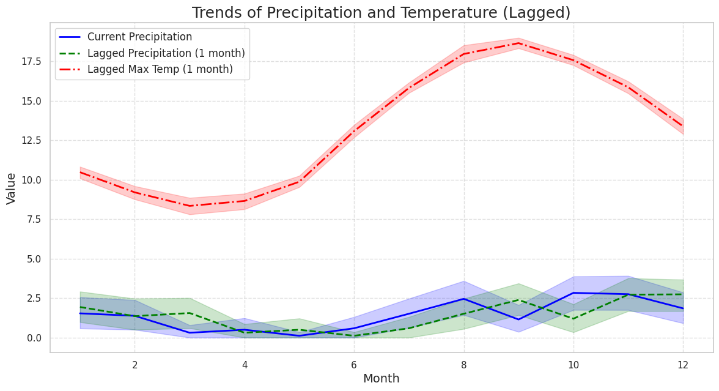 Trends of Precipitation and Temperature (Lagged)
Current Precipitation
Lagged Precipitation (1 month)
Lagged Max Temp (1 month)
17.5
15.0
12.5
10.0
7.5
5.0
2.5
0.0
Value
2 4 6 8 10 12
Month